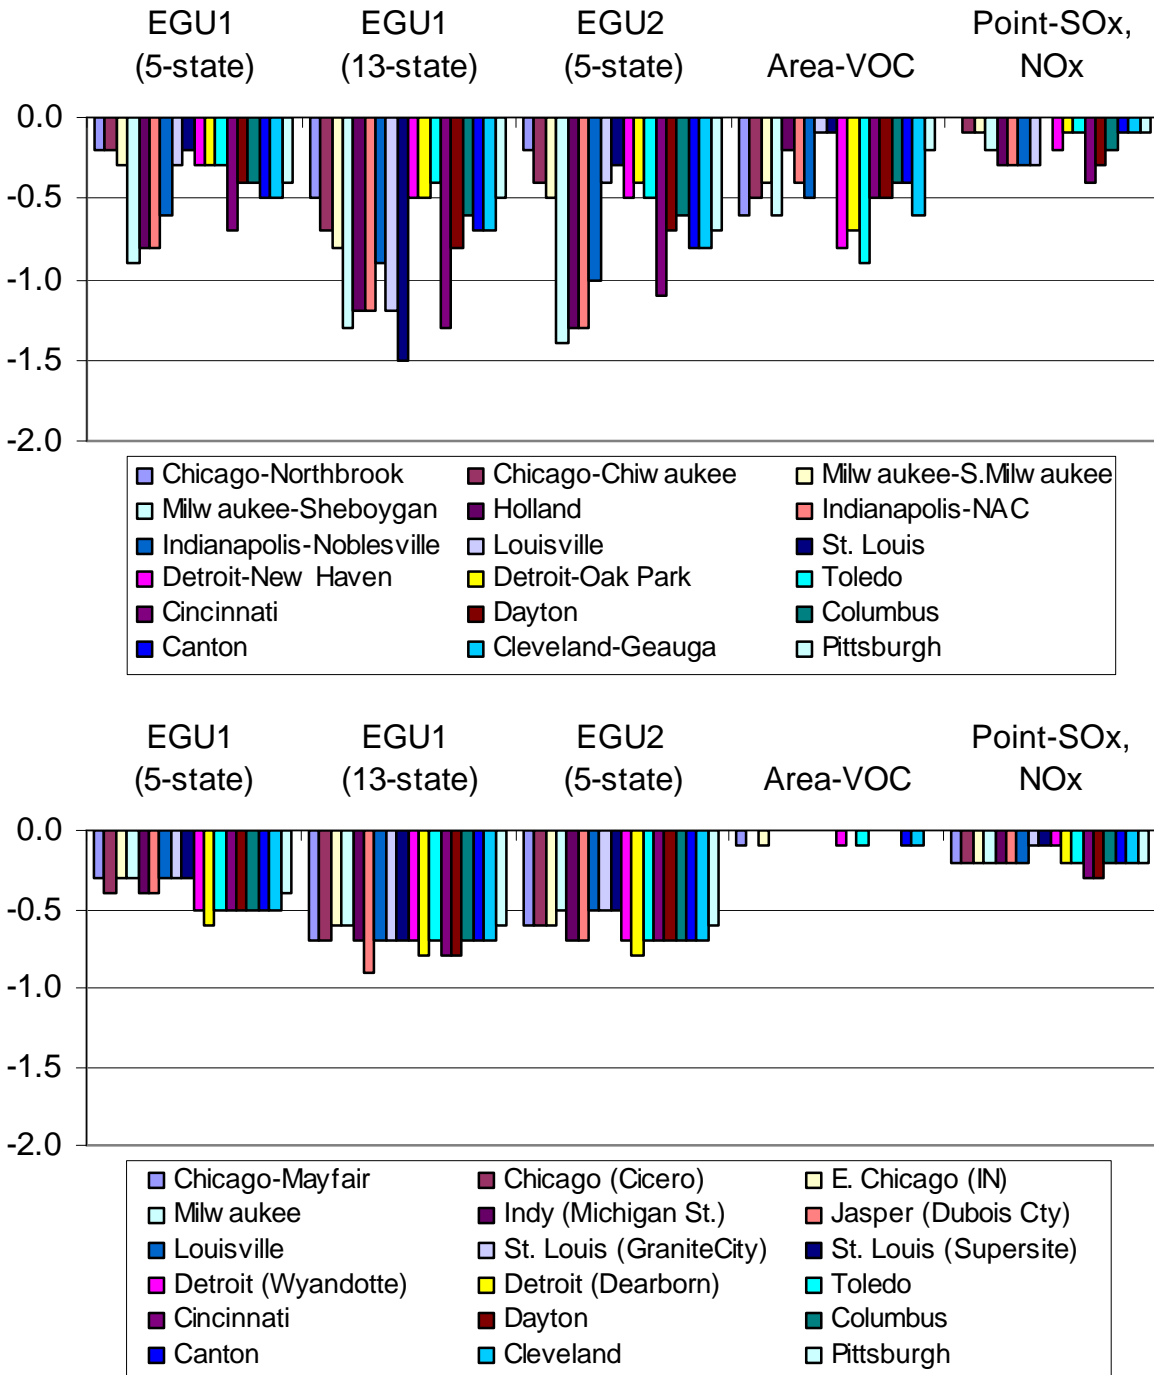 EGU1 EGU1 EGU2 Point-SOx,
(5-state) (13-state) (5-state) Area-VOC NOx
0.0
-0.5
-1.0
-1.5
-2.0
Chicago-Northbrook Chicago-Chiw aukee Milw aukee-S.Milw aukee
Milw aukee-Sheboygan Holland Indianapolis-NAC
Indianapolis-Noblesville Louisville St. Louis
Detroit-New Haven Detroit-Oak Park Toledo
Cincinnati Dayton Columbus
Canton Cleveland-Geauga Pittsburgh
EGU1 EGU1 EGU2 Point-SOx,
(5-state) (13-state) (5-state) Area-VOC NOx
0.0
-0.5
-1.0
-1.5
-2.0
Chicago-Mayfair Chicago (Cicero) E. Chicago (IN)
Milw aukee Indy (Michigan St.) Jasper (Dubois Cty)
Louisville St. Louis (GraniteCity) St. Louis (Supersite)
Detroit (Wyandotte) Detroit (Dearborn) Toledo
Cincinnati Dayton Columbus
Canton Cleveland Pittsburgh